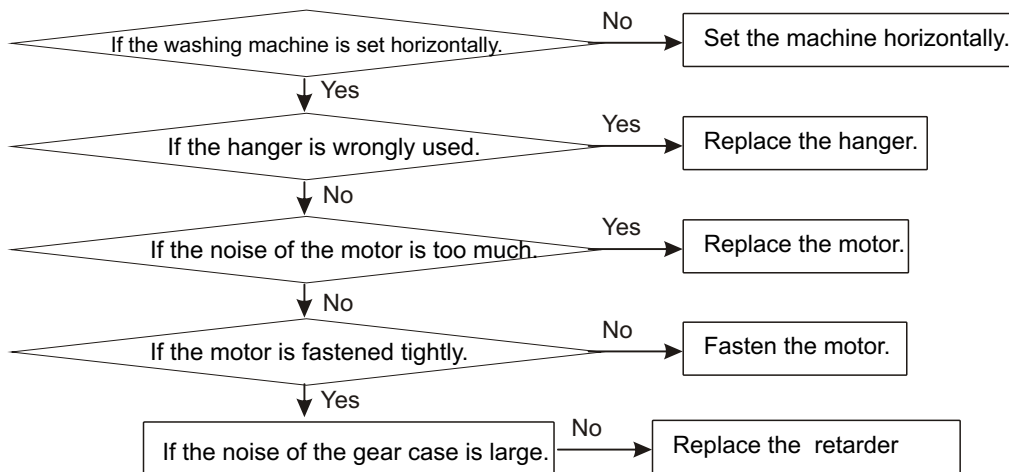 If the washing machine is set horizontally.
No
Set the machine horizontally.
Yes
If the hanger is wrongly used.
Yes
Replace the hanger.
No
If the noise of the motor is too much.
Yes
Replace the motor.
No
If the motor is fastened tightly.
No
Fasten the motor.
Yes
If the noise of the gear case is large.
No
Replace the retarder